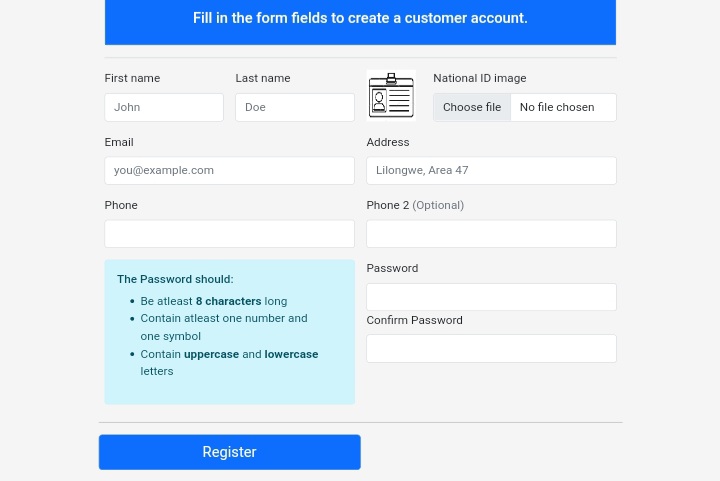 Fill in the form fields to create a customer account.
First name
Last name
National ID image
John
Doe
Choose file
No file chosen
Email
Address
you@example.com
Lilongwe, Area 47
Phone
Phone 2 (Optional)
The Password should:
• Be atleast 8 characters long
• Contain atleast one number and
one symbol
• Contain uppercase and lowercase
letters
Password
Confirm Password
Register